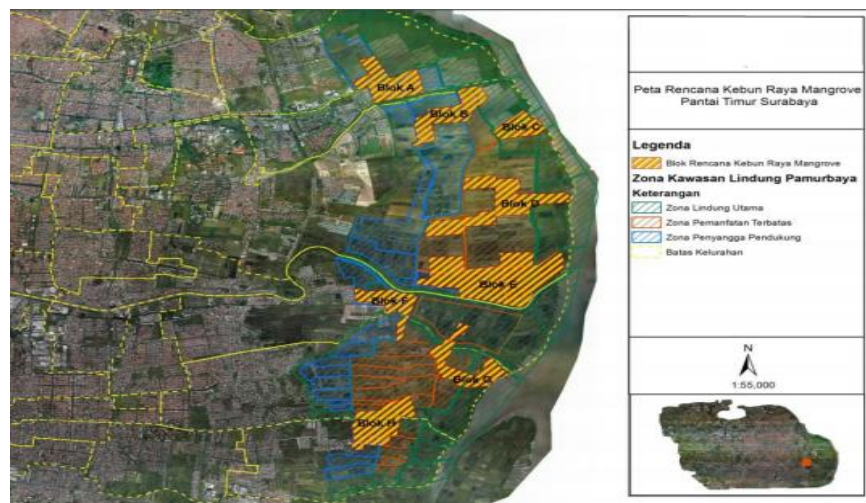 Blok A
Blok B
Blok C
Blok D
Blok E
Blok F
Blok G
Blok H
Peta Rencana Kebun Raya Mangrove
Pantai Timur Surabaya
Legenda
Blok Rencana Kebun Raya Mangrove
Zona Kawasan Lindung Pamurbaya
Keterangan
Zona Lindung Utama
Zona Pemanfatan Terbatas
Zona Penyangga Pendukung
Batas Kelurahan
N
1:55,000